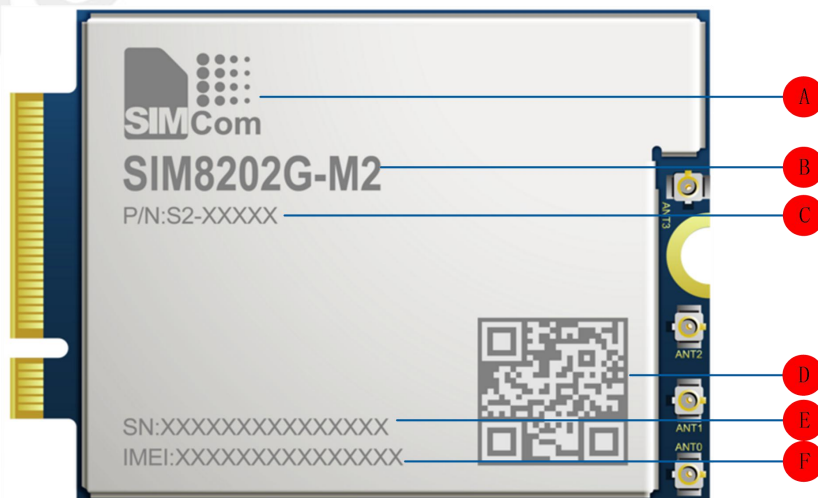 SIMCom
A
SIM8202G-M2
B
P/N:S2-XXXXX
C
ANT3
ANT2
D
SN:XXXXXXXXXXXXXXX
E
ANT1
ANT0
IMEI:XXXXXXXXXXXXXXX
F